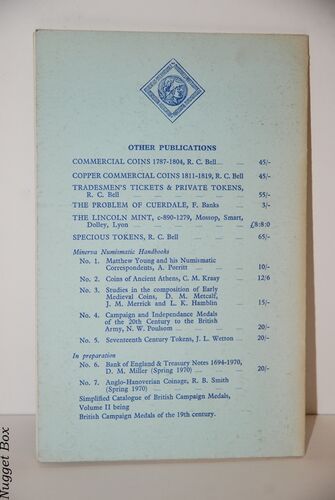 OTHER PUBLICATIONS
COMMERCIAL COINS 1787-1804, R. C. Bell ... ... 45/-
COPPER COMMERCIAL COINS 1811-1819, R. C. Bell 45/-
TRADESMEN'S TICKETS & PRIVATE TOKENS,
R. C. Bell ... ... ... ... ... ... 55/-
THE PROBLEM OF CUERDALE, F. Banks ... ... 3/-
THE LINCOLN MINT, c-890-1279, Mossop, Smart,
Dolley, Lyon ... ... ... ... ... £8:8:0
SPECIOUS TOKENS, R. C. Bell ... ... ... ... 65/-
Minerva Numismatic Handbooks
No. 1. Matthew Young and his Numismatic
Correspondents, A. Porritt ... ... ... 10/-
No. 2. Coins of Ancient Athens, C. M. Kraay 12/6
No. 3. Studies in the composition of Early
Medieval Coins, D. M. Metcalf,
J. M. Merrick and L. K. Hamblin ... 15/-
No. 4. Campaign and Independence Medals
of the 20th Century to the British
Army, N. W. Poulsom ... ... ... 20/-
No. 5. Seventeenth Century Tokens, J. L. Wetton ... 20/-
In preparation
No. 6. Bank of England & Treasury Notes 1694-1970,
D. M. Miller (Spring 1970) ... ... ... 20/-
No. 7. Anglo-Hanoverian Coinage, R. B. Smith
(Spring 1970) ... ... ... ...
Simplified Catalogue of British Campaign Medals,
Volume II being
British Campaign Medals of the 19th century.
Nugget Box